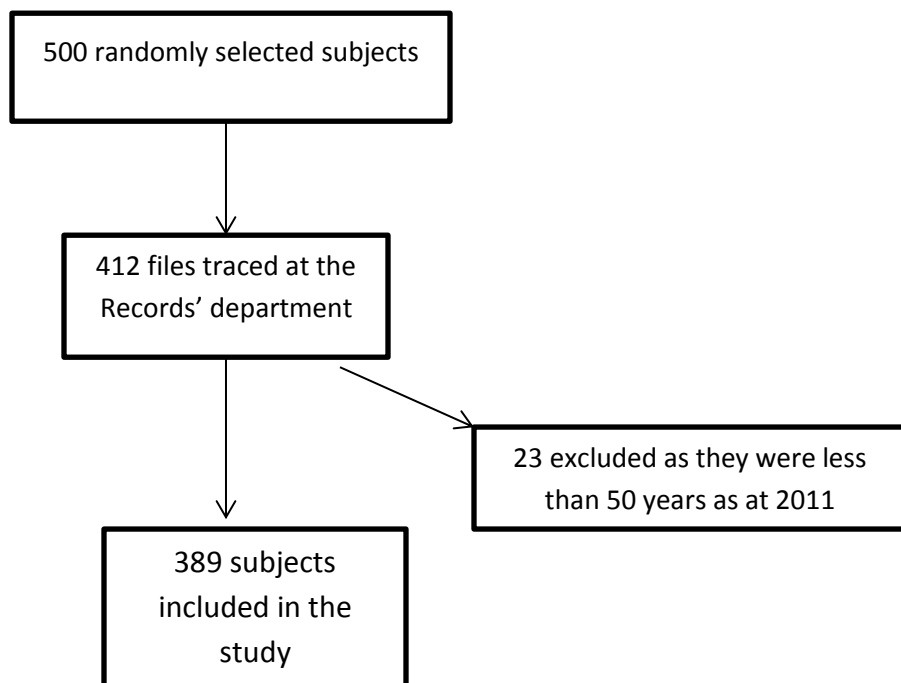 500 randomly selected subjects
412 files traced at the
Records’ department
23 excluded as they were less
than 50 years as at 2011
389 subjects
included in the
study